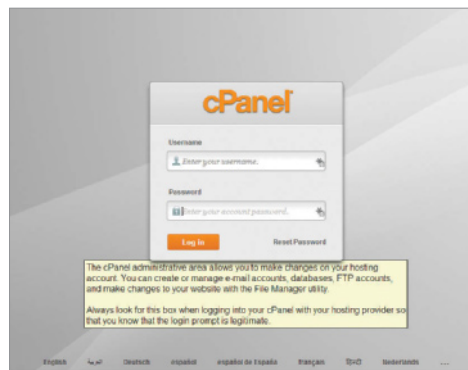 cPanel
Username
Enter your username.
Password
Enter your account password.
Log in
Reset Password
The cPanel administrative area allows you to make changes on your hosting
account. You can create or manage e-mail accounts, databases, FTP accounts,
and make changes to your website with the File Manager utility.
Always look for this box when logging into your cPanel with your hosting provider so
that you know that the login prompt is legitimate.
English العربية Deutsch español español de España français हिन्दी Nederlands ...